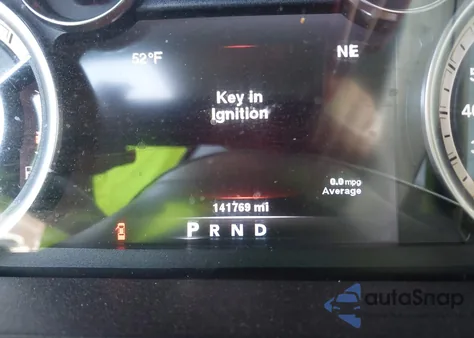 52°F
NE
Key in
Ignition
0.0 mpg
Average
141769 mi
P R N D
autoSnap